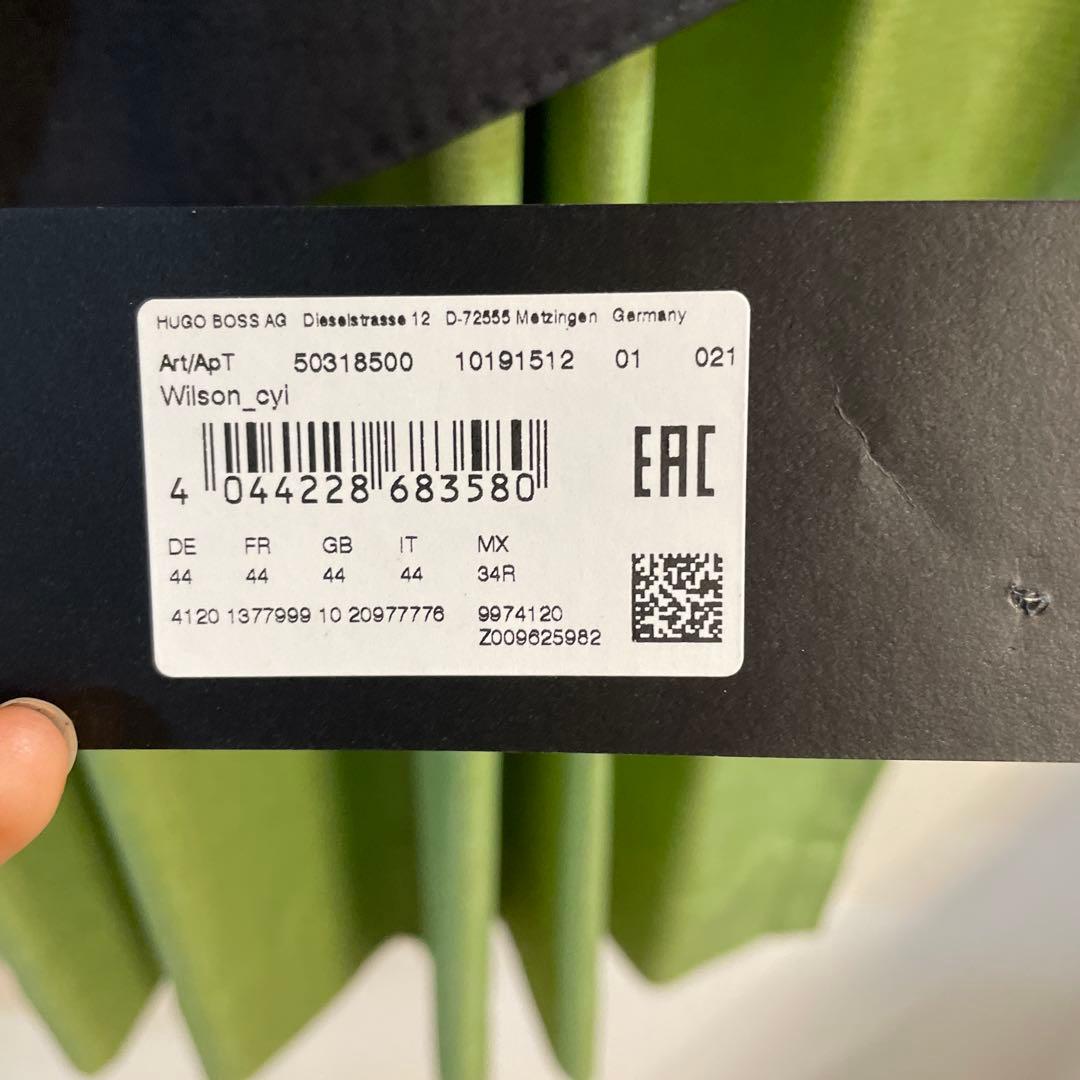 HUGO BOSS AG Dieselstrasse 12 D-72555 Metzingen Germany
Art/ApT 50318500 10191512 01 021
Wilson_cyi
4 044228 683580
EAC
DE FR GB IT MX
44 44 44 44 34R
4120 1377999 10 20977776 9974120
Z009625982